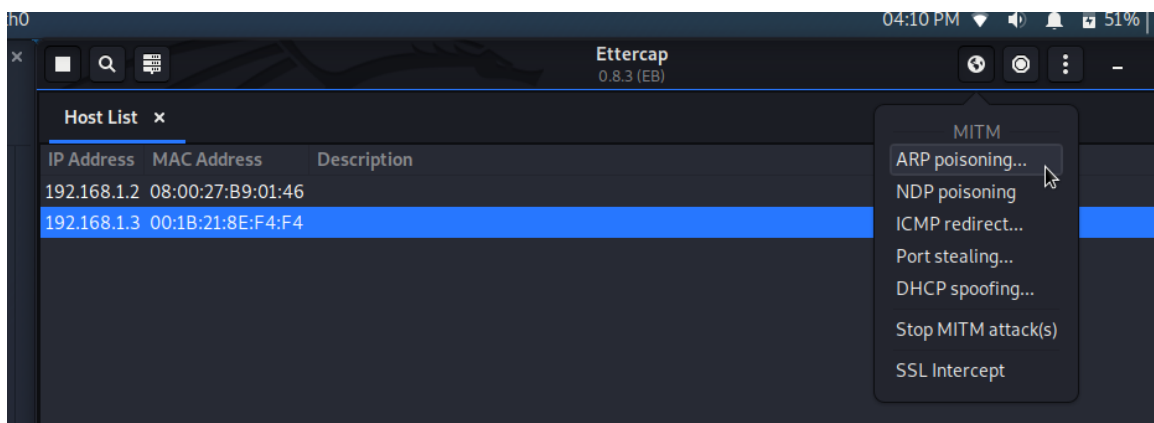 h0 04:10 PM 51%
Ettercap
0.8.3 (EB)
Host List ×
IP Address MAC Address Description
192.168.1.2 08:00:27:B9:01:46
192.168.1.3 00:1B:21:8E:F4:F4
MITM
ARP poisoning...
NDP poisoning
ICMP redirect...
Port stealing...
DHCP spoofing...
Stop MITM attack(s)
SSL Intercept